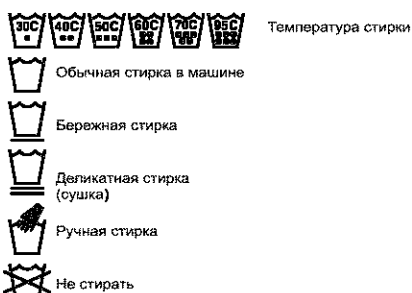 30C 40C 50C 60C 70C 95C Температура стирки
Обычная стирка в машине
Бережная стирка
Деликатная стирка
(сушка)
Ручная стирка
Не стирать